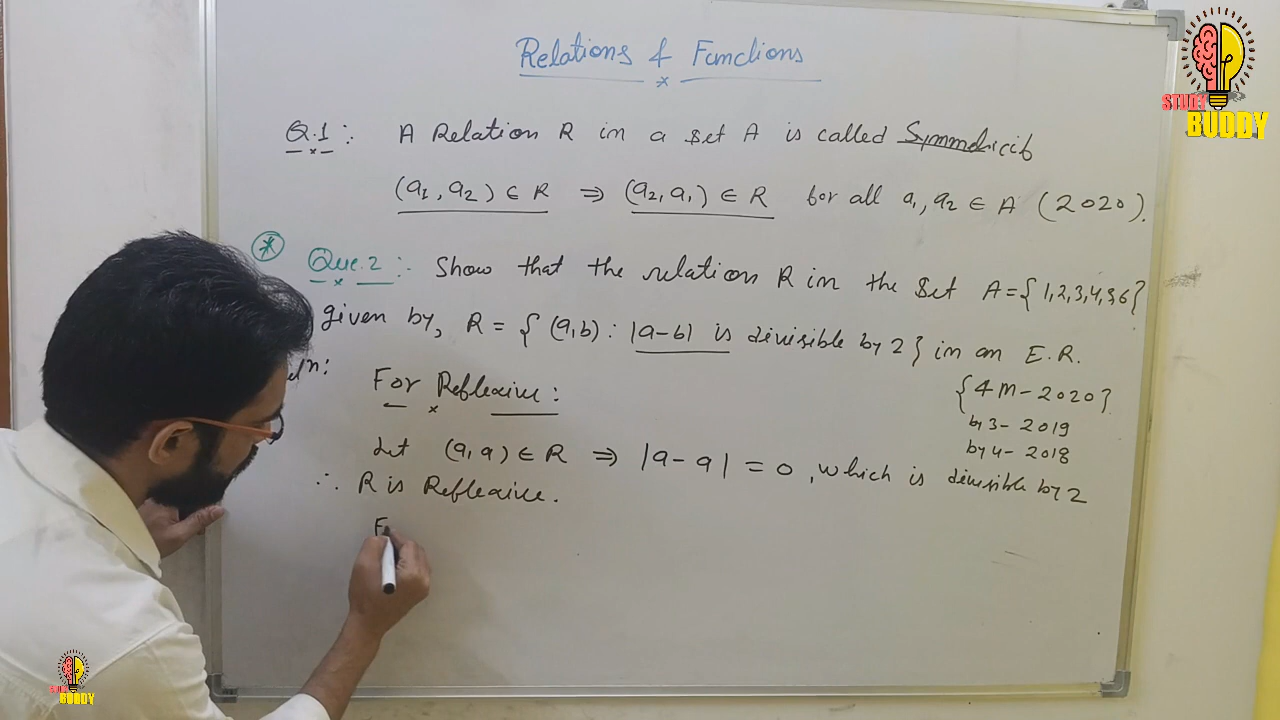 Relations & Functions
Q.1 : A Relation R in a set A is called Symmetric if
(a1, a2) ∈ R ⇒ (a2, a1) ∈ R for all a1, a2 ∈ A (2020).
* Que.2 :- Show that the relation R in the set A = {1,2,3,4,5,6}
given by, R = { (a,b) : |a-b| is divisible by 2 } in an E.R.
{4M-2020}
by 3- 2019
by 4- 2018
For Reflexive :
Let (a, a) ∈ R ⇒ |a-a| = 0, which is divisible by 2
∴ R is Reflexive.
F
STUDY BUDDY
STUDY BUDDY